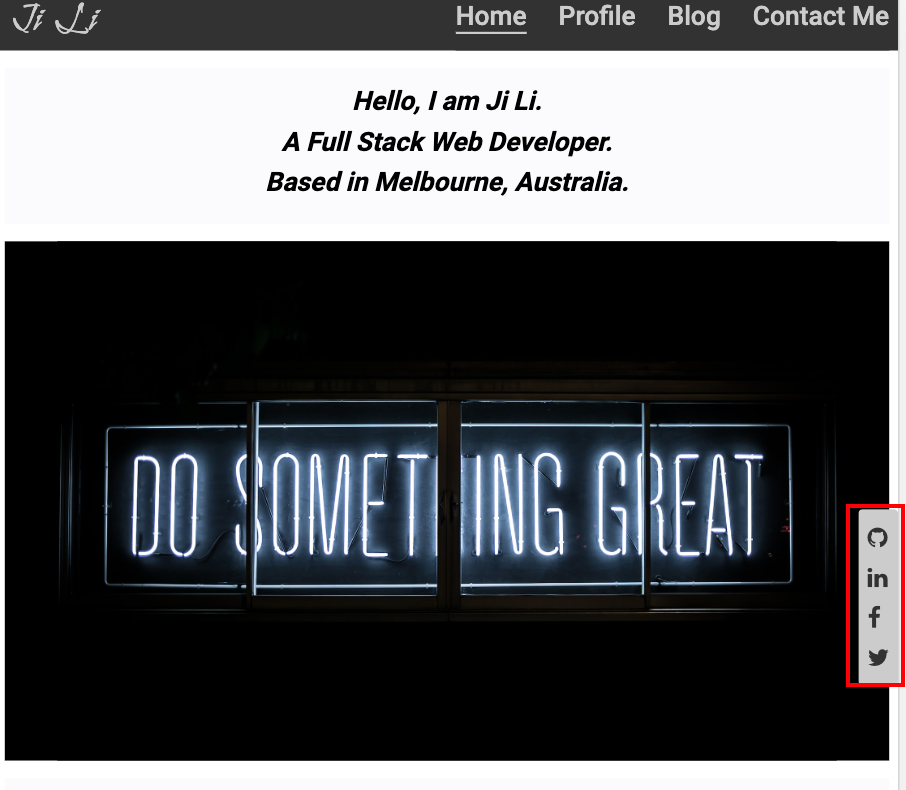 Ji Li
Home Profile Blog Contact Me
Hello, I am Ji Li.
A Full Stack Web Developer.
Based in Melbourne, Australia.
DO SOMETHING GREAT
in
f